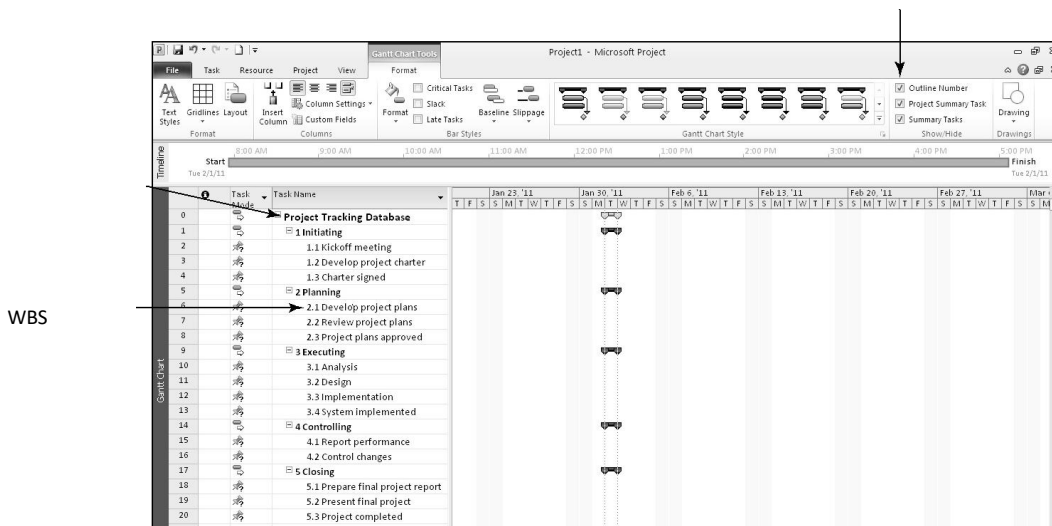 Gantt Chart Tools
Project1 - Microsoft Project
File Task Resource Project View Format
Text Styles
Gridlines
Layout
Format
Insert Column
Column Settings
Custom Fields
Columns
Format
Critical Tasks
Slack
Late Tasks
Baseline
Slippage
Bar Styles
Gantt Chart Style
Outline Number
Project Summary Task
Summary Tasks
Show/Hide
Drawing
Drawings
Timeline
8:00 AM 9:00 AM 10:00 AM 11:00 AM 12:00 PM 1:00 PM 2:00 PM 3:00 PM 4:00 PM 5:00 PM
Start
Tue 2/1/11
Finish
Tue 2/1/11
Task Mode
Task Name
Jan 23, '11 Jan 30, '11 Feb 6, '11 Feb 13, '11 Feb 20, '11 Feb 27, '11 Mar
T F S S M T W T F S S M T W T F S S M T W T F S S M T W T F S S M T W T F S S M T W T F S S M
0 Project Tracking Database
1 1 Initiating
2 1.1 Kickoff meeting
3 1.2 Develop project charter
4 1.3 Charter signed
5 2 Planning
6 2.1 Develop project plans
WBS
7 2.2 Review project plans
8 2.3 Project plans approved
9 3 Executing
10 3.1 Analysis
11 3.2 Design
12 3.3 Implementation
13 3.4 System implemented
14 4 Controlling
15 4.1 Report performance
16 4.2 Control changes
17 5 Closing
18 5.1 Prepare final project report
19 5.2 Present final project
20 5.3 Project completed
Gantt Chart